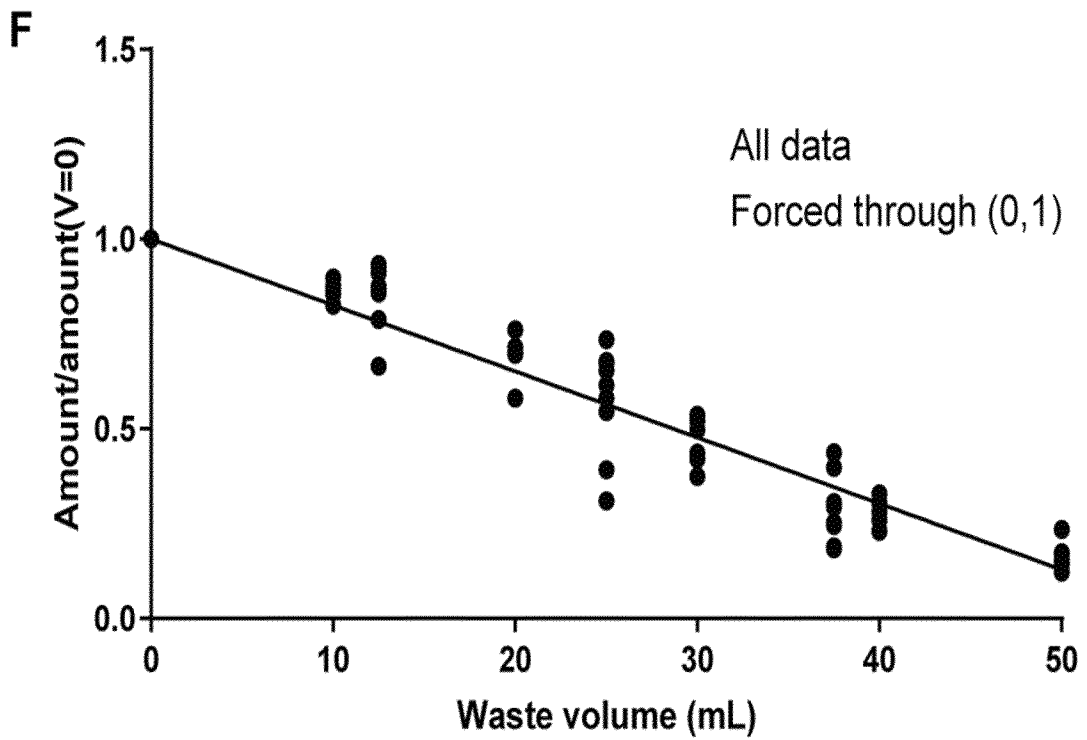 F
1.5
1.0
0.5
0.0
Amount/amount(V=0)
All data
Forced through (0,1)
0 10 20 30 40 50
Waste volume (mL)